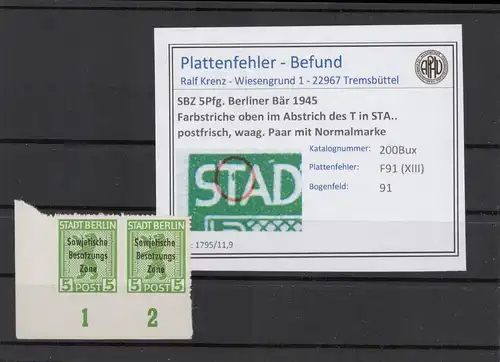 Plattenfehler - Befund
Ralf Krenz - Wiesengrund 1 - 22967 Tremsbüttel
SBZ 5Pfg. Berliner Bär 1945
Farbstriche oben im Abstrich des T in STA..
postfrisch, waag. Paar mit Normalmarke
Katalognummer: 200Bux
Plattenfehler: F91 (XIII)
Bogenfeld: 91
STAD
: 1795/11,9
STADT BERLIN STADT BERLIN
Sowjetische Sowjetische
Besatzungs Besatzungs
Zone Zone
5 POST 5 5 POST 5
1 2